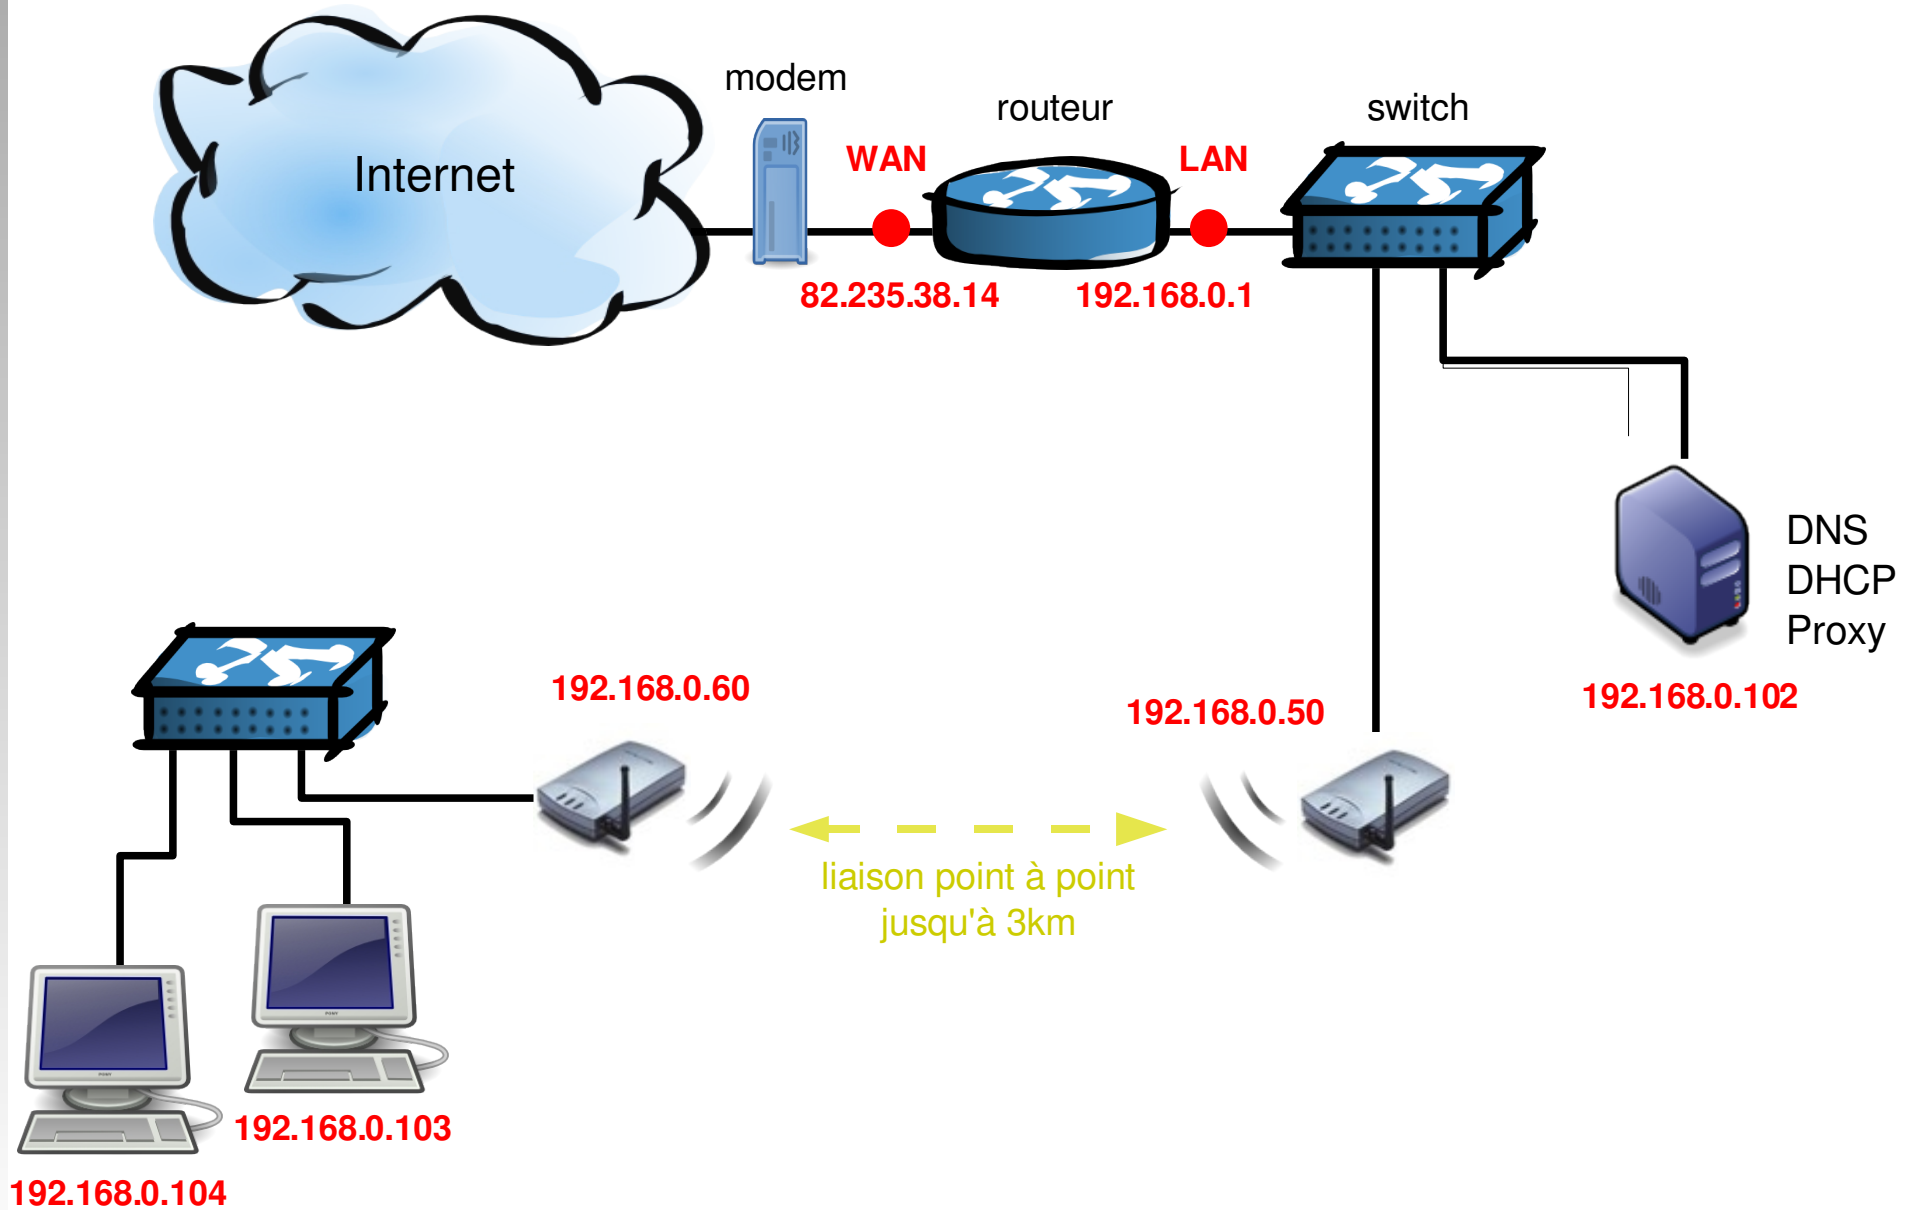 modem
routeur
switch
Internet
WAN
LAN
82.235.38.14
192.168.0.1
DNS
DHCP
Proxy
192.168.0.102
192.168.0.60
192.168.0.50
liaison point à point
jusqu'à 3km
192.168.0.103
192.168.0.104